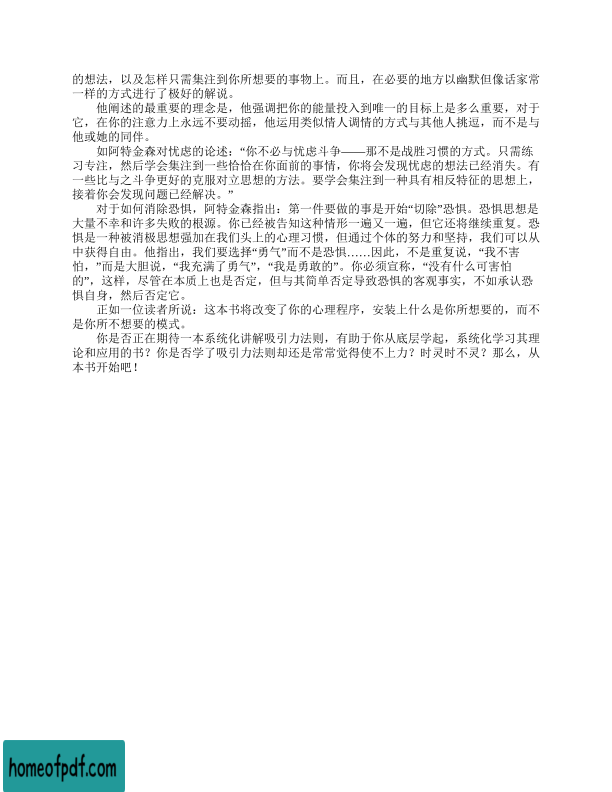 的想法，以及怎样只需集注到你所想要的事物上。而且，在必要的地方以幽默但像话家常
一样的方式进行了极好的解说。
他阐述的最重要的理念是，他强调把你的能量投入到唯一的目标上是多么重要，对于
它，在你的注意力上永远不要动摇，他运用类似情人调情的方式与其他人挑逗，而不是与
他或她的同伴。
如阿特金森对忧虑的论述：“你不必与忧虑斗争——那不是战胜习惯的方式。只需练
习专注，然后学会集注到一些恰恰在你面前的事情，你将会发现忧虑的想法已经消失。有
一些比与之斗争更好的克服对立思想的方法。要学会集注到一种具有相反特征的思想上，
接着你会发现问题已经解决。”
对于如何消除恐惧，阿特金森指出：第一件要做的事是开始“切除”恐惧。恐惧思想是
大量不幸和许多失败的根源。你已经被告知这种情形一遍又一遍，但它还将继续重复。恐
惧是一种被消极思想强加在我们头上的心理习惯，但通过个体的努力和坚持，我们可以从
中获得自由。他指出，我们要选择“勇气”而不是恐惧……因此，不是重复说，“我不害
怕，”而是大胆说，“我充满了勇气”，“我是勇敢的”。你必须宣称，“没有什么可害怕
的”，这样，尽管在本质上也是否定，但与其简单否定导致恐惧的客观事实，不如承认恐
惧自身，然后否定它。
正如一位读者所说：这本书将改变了你的心理程序，安装上什么是你所想要的，而不
是你所不想要的模式。
你是否正在期待一本系统化讲解吸引力法则，有助于你从底层学起，系统化学习其理
论和应用的书？你是否学了吸引力法则却还是常常觉得使不上力？时灵时不灵？那么，从
本书开始吧！
homeofpdf.com